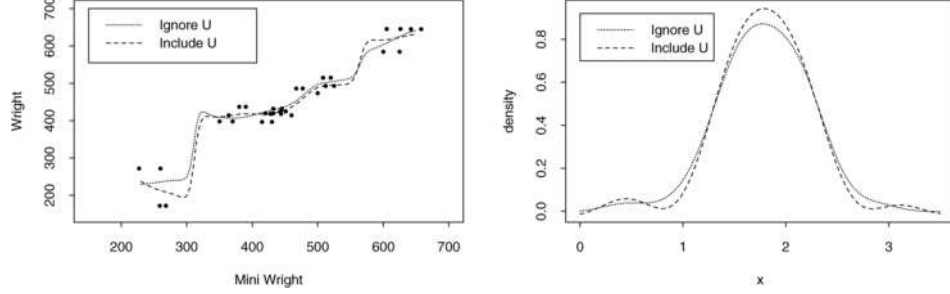 Ignore U
Include U
Wright
700
600
500
400
300
200
200 300 400 500 600 700
Mini Wright
Ignore U
Include U
density
0.8
0.6
0.4
0.2
0.0
0 1 2 3
x